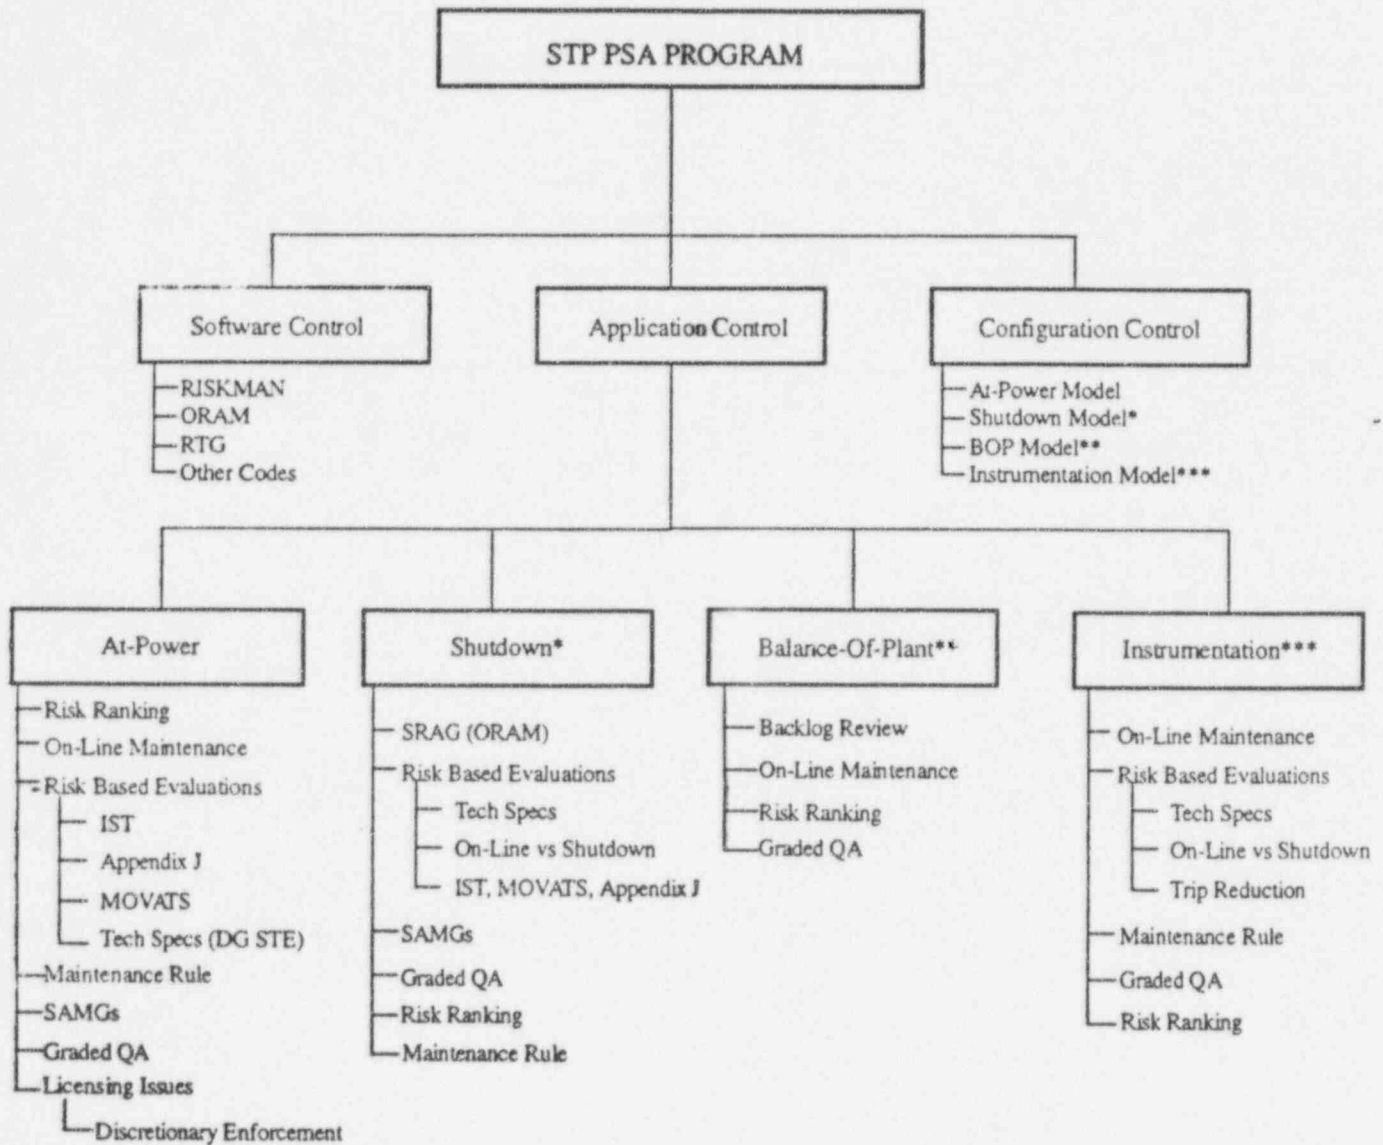 STP PSA PROGRAM
Software Control
RISKMAN
ORAM
RTG
Other Codes
Application Control
Configuration Control
At-Power Model
Shutdown Model*
BOP Model**
Instrumentation Model***
At-Power
Risk Ranking
On-Line Maintenance
Risk Based Evaluations
IST
Appendix J
MOVATS
Tech Specs (DG STE)
Maintenance Rule
SAMGs
Graded QA
Licensing Issues
Discretionary Enforcement
Shutdown*
SRAG (ORAM)
Risk Based Evaluations
Tech Specs
On-Line vs Shutdown
IST, MOVATS, Appendix J
SAMGs
Graded QA
Risk Ranking
Maintenance Rule
Balance-Of-Plant**
Backlog Review
On-Line Maintenance
Risk Ranking
Graded QA
Instrumentation***
On-Line Maintenance
Risk Based Evaluations
Tech Specs
On-Line vs Shutdown
Trip Reduction
Maintenance Rule
Graded QA
Risk Ranking